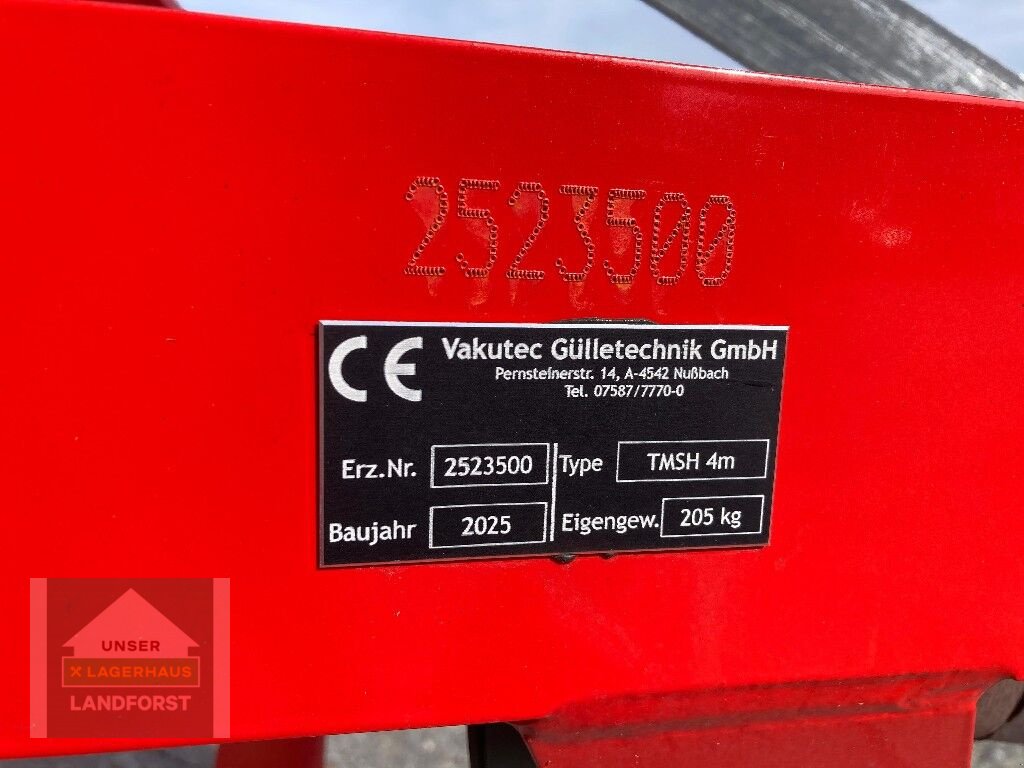 2523500
CE Vakutec Gülletechnik GmbH
Pernsteinerstr. 14, A-4542 Nußbach
Tel. 07587/7770-0
Erz.Nr. 2523500 Type TMSH 4m
Baujahr 2025 Eigengew. 205 kg
UNSER
LAGERHAUS
LANDFORST